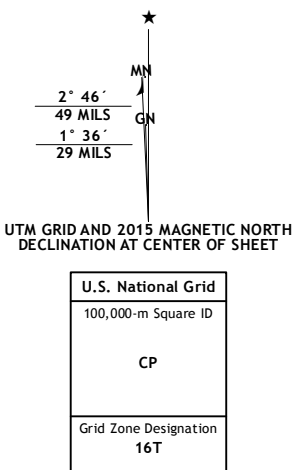 MN
GN
2° 46´
49 MILS
1° 36´
29 MILS
UTM GRID AND 2015 MAGNETIC NORTH
DECLINATION AT CENTER OF SHEET
U.S. National Grid
100,000-m Square ID
CP
Grid Zone Designation
16T